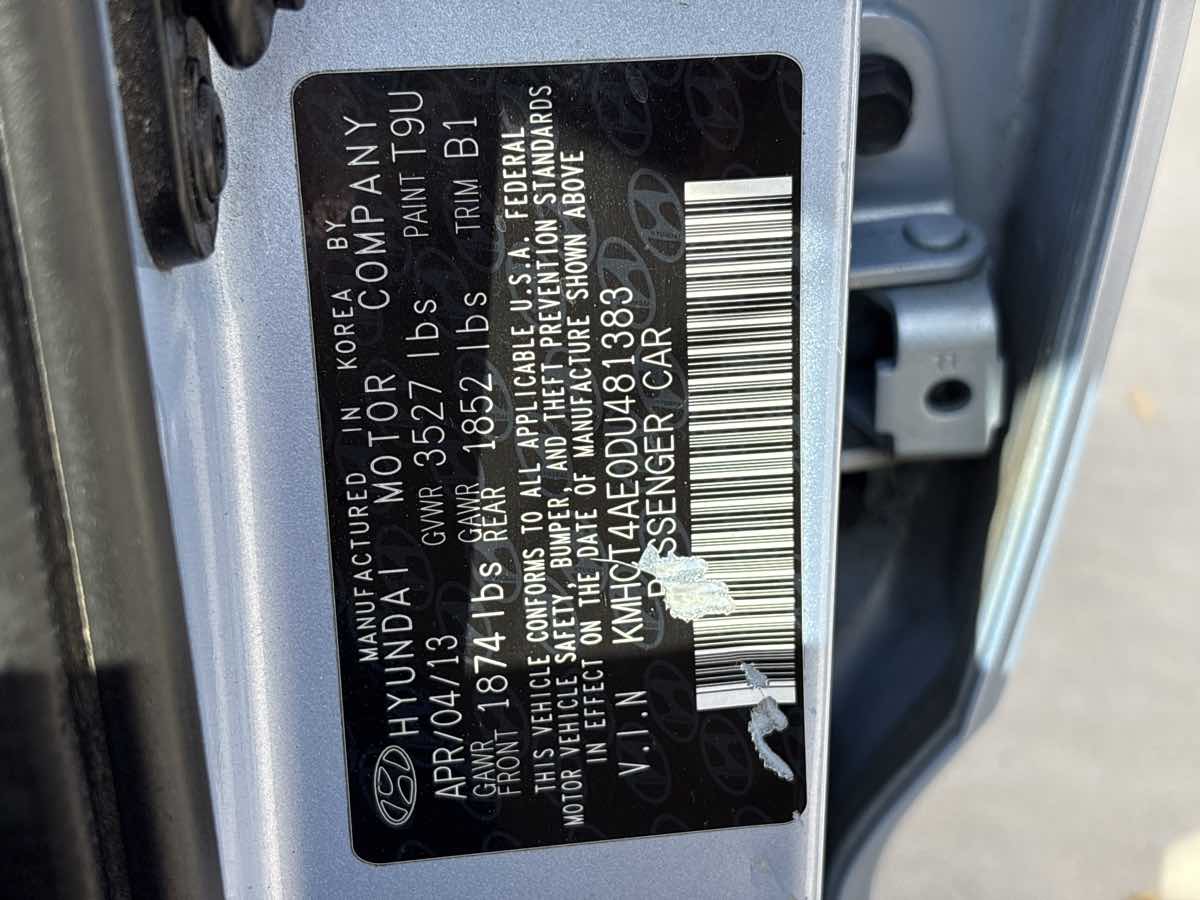 MANUFACTURED IN KOREA BY
HYUNDAI MOTOR COMPANY
APR/04/13 GVWR 3527 lbs PAINT T9U
GAWR FRONT 1874 lbs GAWR REAR 1852 lbs TRIM B1
THIS VEHICLE CONFORMS TO ALL APPLICABLE U.S.A. FEDERAL
MOTOR VEHICLE SAFETY, BUMPER, AND THEFT PREVENTION STANDARDS
IN EFFECT ON THE DATE OF MANUFACTURE SHOWN ABOVE
V.I.N KMHCT4AE0DU481383
PASSENGER CAR